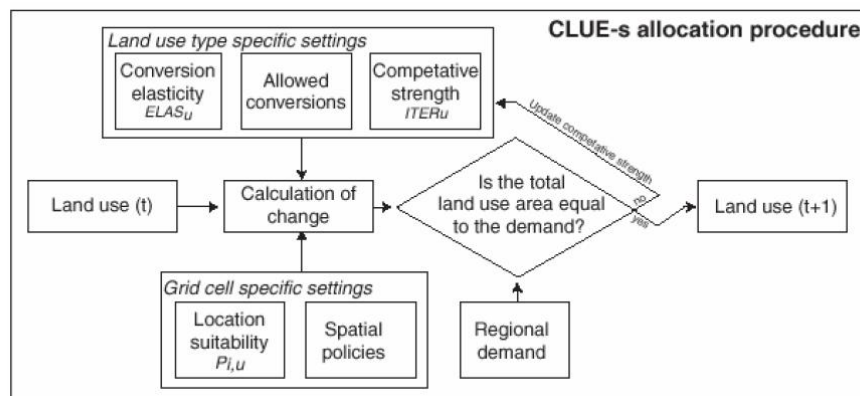 CLUE-s allocation procedure
Land use type specific settings
Conversion
elasticity
ELASu
Allowed
conversions
Competative
strength
ITERu
Update competative strength
Land use (t)
Calculation of
change
Is the total
land use area equal
to the demand?
no
yes
Land use (t+1)
Grid cell specific settings
Location
suitability
Pi,u
Spatial
policies
Regional
demand